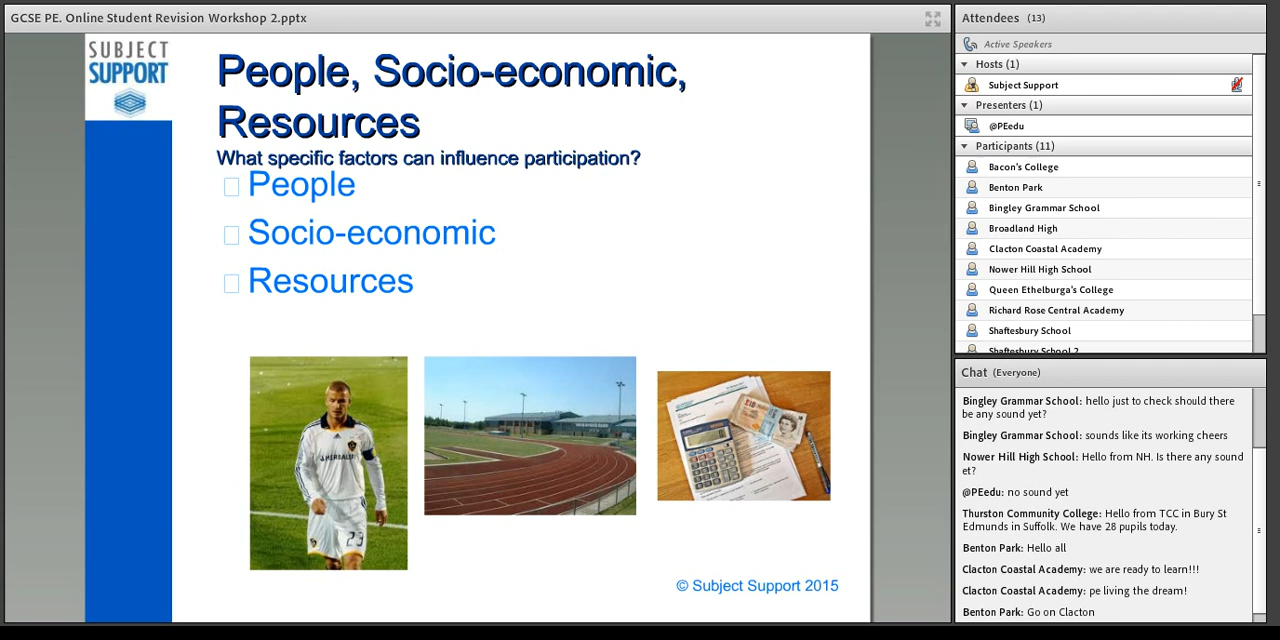 GCSE PE. Online Student Revision Workshop 2.pptx
SUBJECT
SUPPORT
People, Socio-economic,
Resources
What specific factors can influence participation?
People
Socio-economic
Resources
HERBALIFE
23
© Subject Support 2015
Attendees (13)
Active Speakers
Hosts (1)
Subject Support
Presenters (1)
@PEedu
Participants (11)
Bacon's College
Benton Park
Bingley Grammar School
Broadland High
Clacton Coastal Academy
Nower Hill High School
Queen Ethelburga's College
Richard Rose Central Academy
Shaftesbury School
Shaftesbury School 2
Chat (Everyone)
Bingley Grammar School: hello just to check should there
be any sound yet?
Bingley Grammar School: sounds like its working cheers
Nower Hill High School: Hello from NH. Is there any sound
et?
@PEedu: no sound yet
Thurston Community College: Hello from TCC in Bury St
Edmunds in Suffolk. We have 28 pupils today.
Benton Park: Hello all
Clacton Coastal Academy: we are ready to learn!!!
Clacton Coastal Academy: pe living the dream!
Benton Park: Go on Clacton